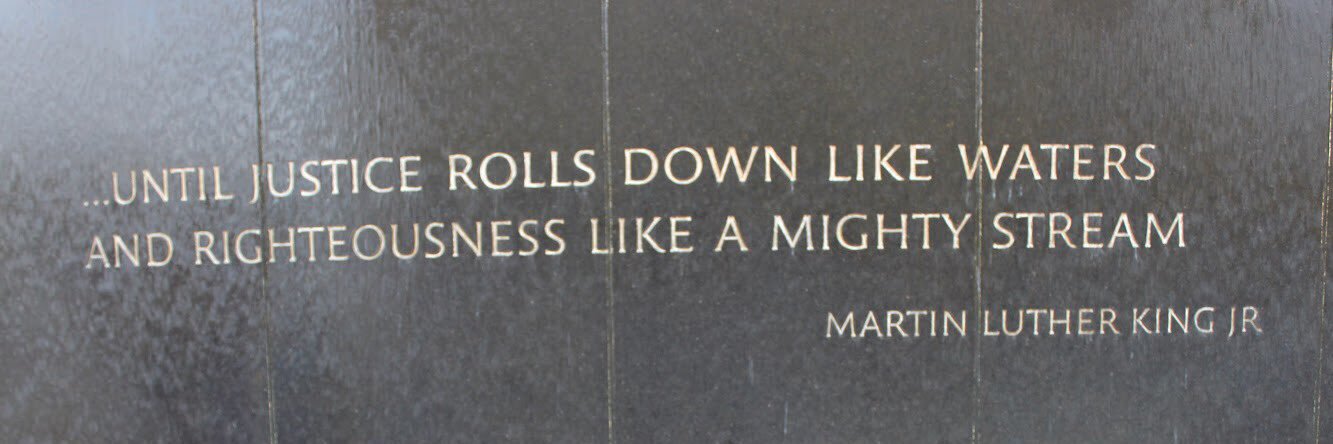 ...UNTIL JUSTICE ROLLS DOWN LIKE WATERS
AND RIGHTEOUSNESS LIKE A MIGHTY STREAM
MARTIN LUTHER KING JR